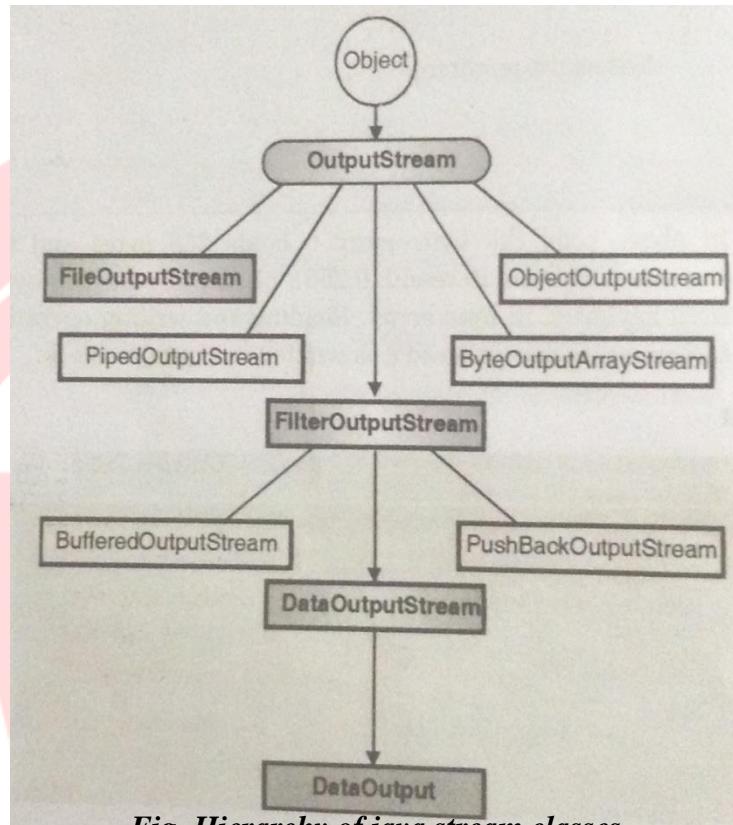 Object
OutputStream
FileOutputStream
ObjectOutputStream
PipedOutputStream
ByteOutputArrayStream
FilterOutputStream
BufferedOutputStream
PushBackOutputStream
DataOutputStream
DataOutput
Fig. Hierarchy of java stream classes